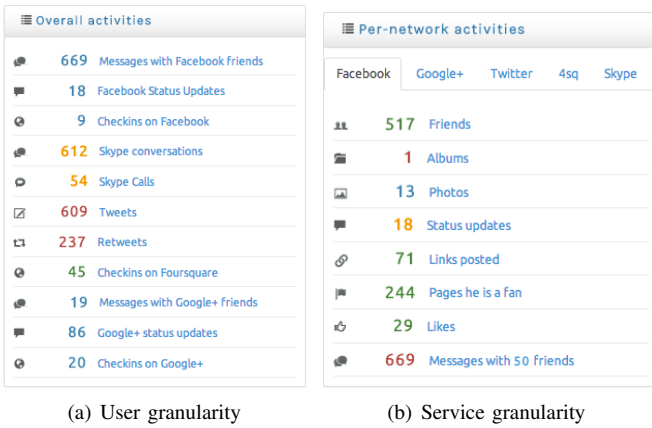 Overall activities
669 Messages with Facebook friends
18 Facebook Status Updates
9 Checkins on Facebook
612 Skype conversations
54 Skype Calls
609 Tweets
237 Retweets
45 Checkins on Foursquare
19 Messages with Google+ friends
86 Google+ status updates
20 Checkins on Google+
(a) User granularity
Per-network activities
Facebook Google+ Twitter 4sq Skype
517 Friends
1 Albums
13 Photos
18 Status updates
71 Links posted
244 Pages he is a fan
29 Likes
669 Messages with 50 friends
(b) Service granularity